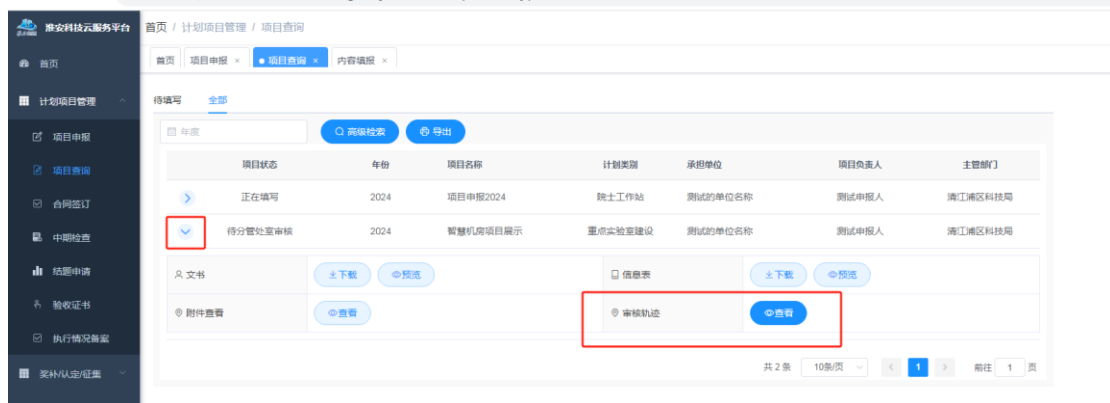 淮安科技云服务平台
首页 / 计划项目管理 / 项目查询
首页 项目申报 × 项目查询 × 内容填报 ×
首页
计划项目管理
项目申报
项目查询
合同签订
中期检查
结题申请
验收证书
执行情况备案
奖补/认定/征集
待填写 全部
年度 高级检索 导出
项目状态 年份 项目名称 计划类别 承担单位 项目负责人 主管部门
正在填写 2024 项目申报2024 院士工作站 测试的单位名称 测试申报人 清江浦区科技局
待分管处室审核 2024 智慧机房项目展示 重点实验室建设 测试的单位名称 测试申报人 清江浦区科技局
文书 下载 预览 信息表 下载 预览
附件查看 查看 审核轨迹 查看
共 2 条 10条/页 < 1 > 前往 1 页